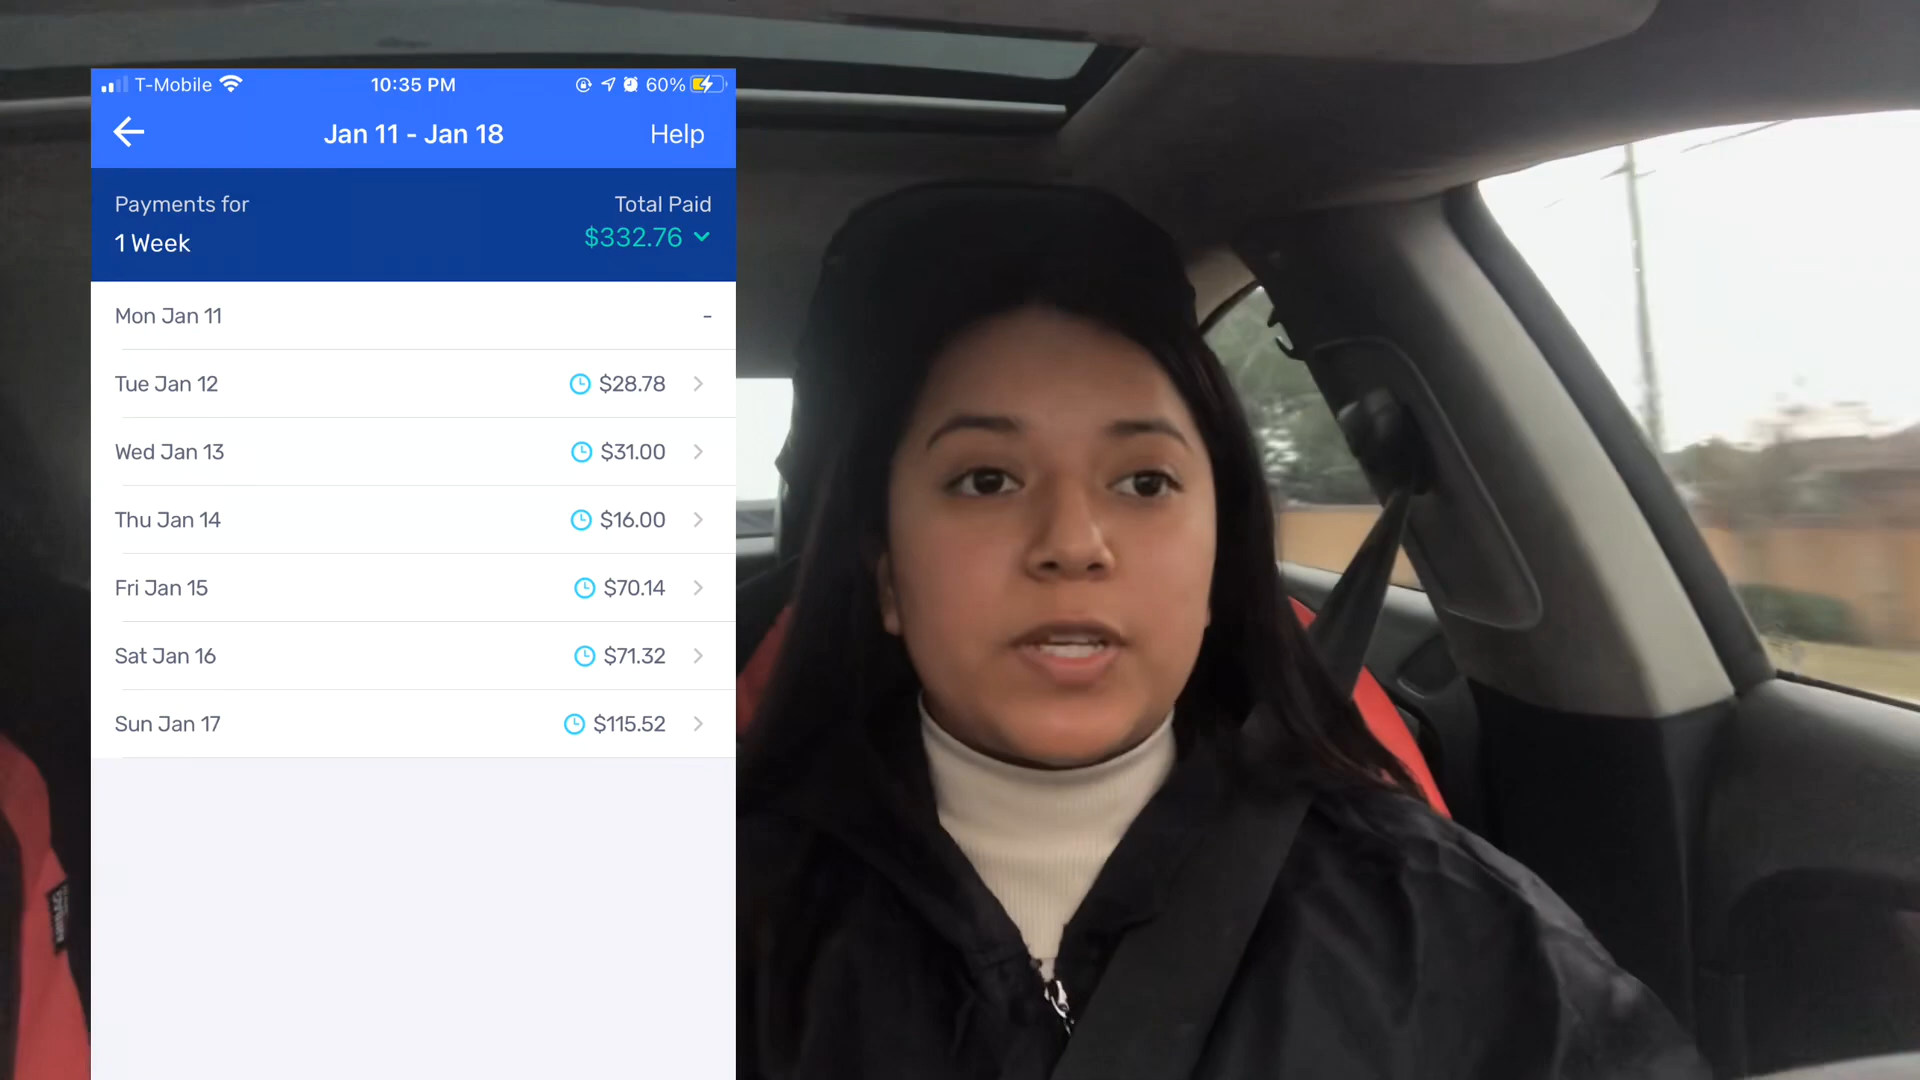 T-Mobile 10:35 PM 60%
Jan 11 - Jan 18 Help
Payments for Total Paid
1 Week $332.76
Mon Jan 11 -
Tue Jan 12 $28.78
Wed Jan 13 $31.00
Thu Jan 14 $16.00
Fri Jan 15 $70.14
Sat Jan 16 $71.32
Sun Jan 17 $115.52